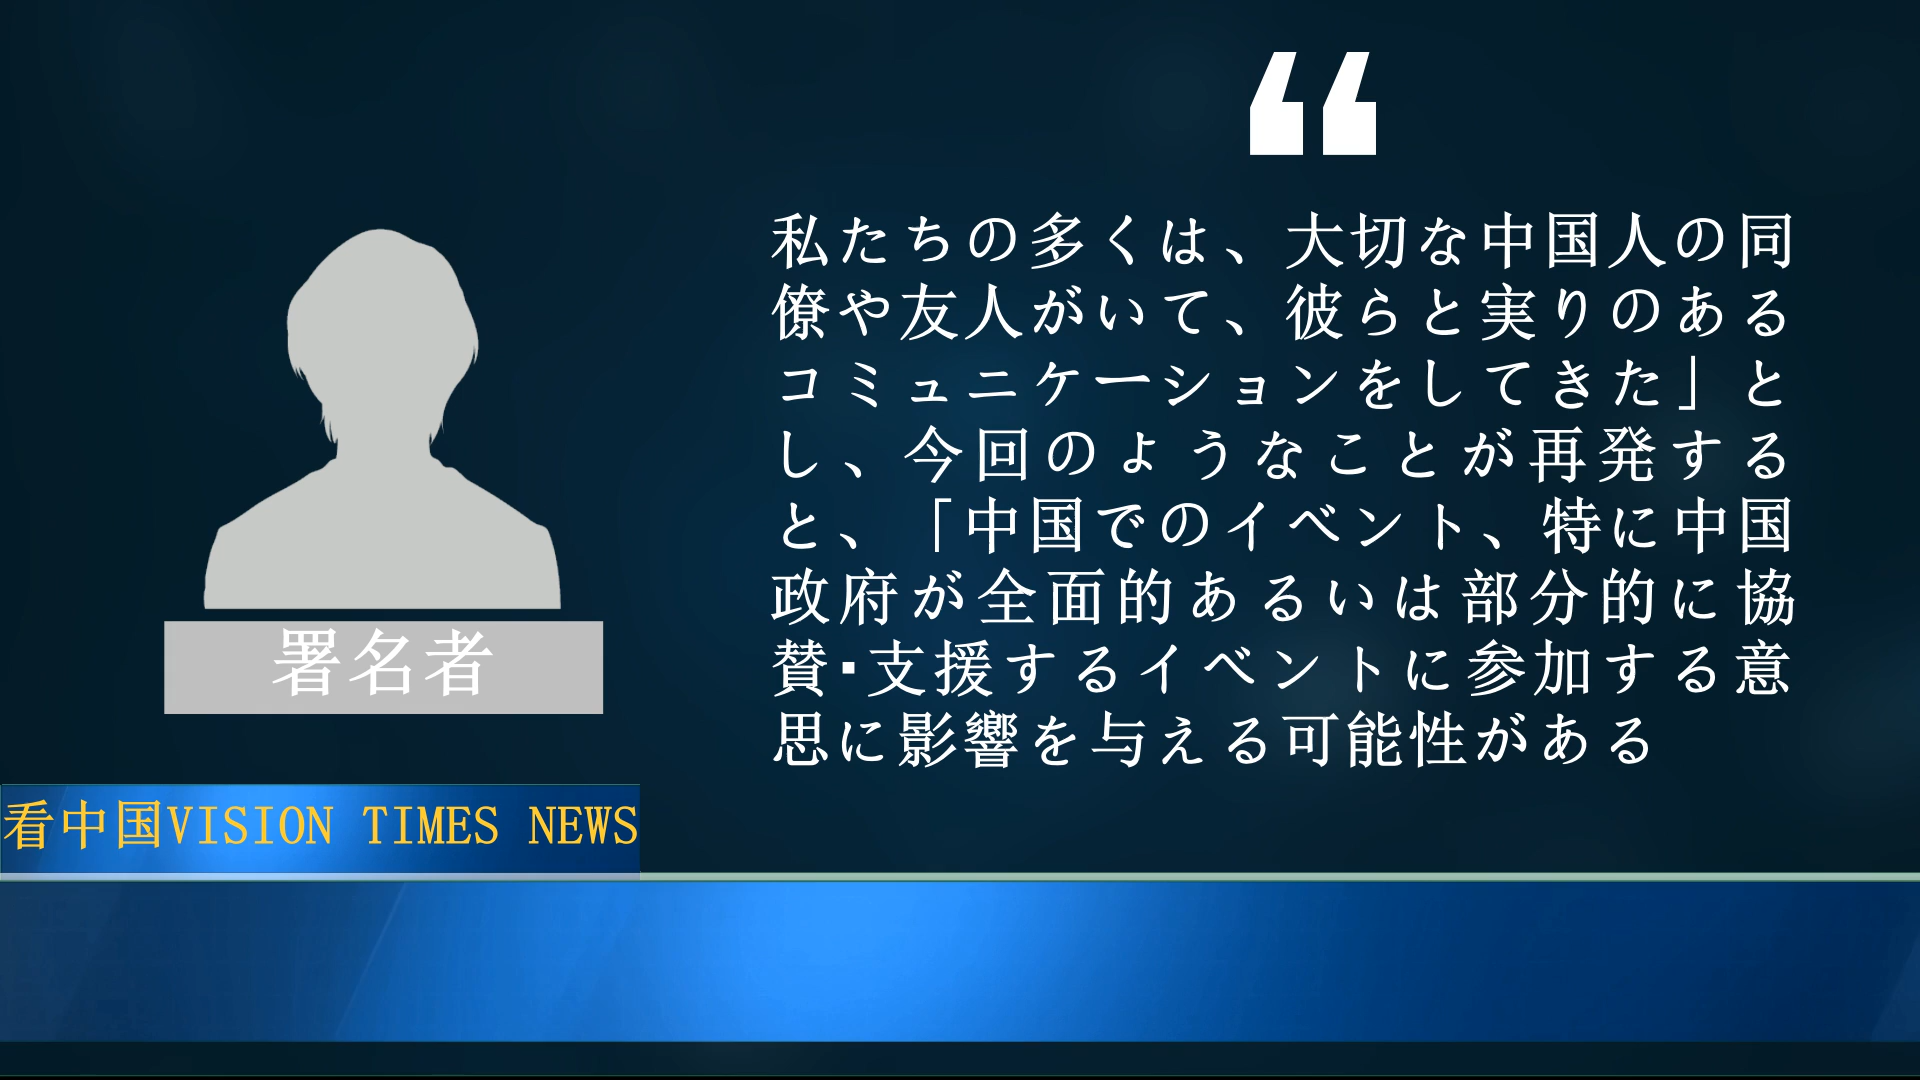 私たちの多くは、大切な中国人の同
僚や友人がいて、彼らと実りのある
コミュニケーションをしてきた」と
し、今回のようなことが再発する
と、「中国でのイベント、特に中国
政府が全面的あるいは部分的に協
賛･支援するイベントに参加する意
思に影響を与える可能性がある
署名者
看中国VISION TIMES NEWS